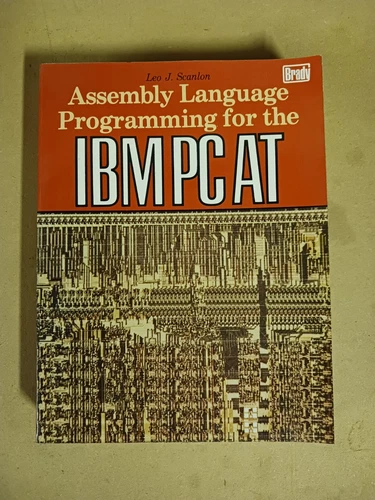 Leo J. Scanlon
Brady
Assembly Language
Programming for the
IBM PC AT